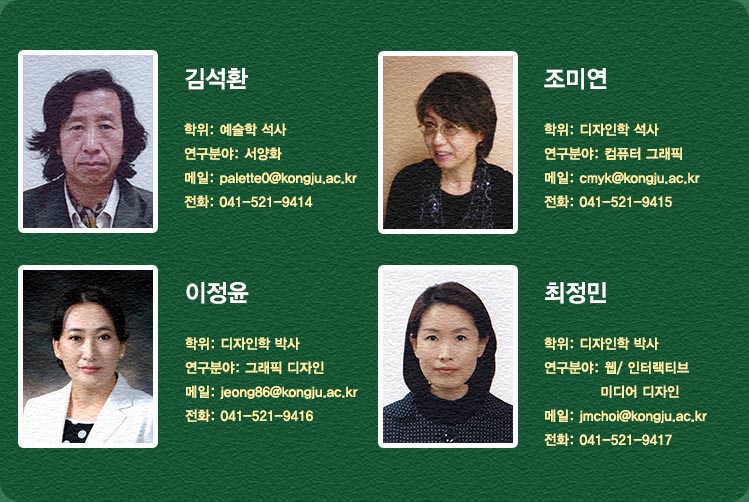 김석환
학위: 예술학 석사
연구분야: 서양화
메일: palette0@kongju.ac.kr
전화: 041-521-9414
조미연
학위: 디자인학 석사
연구분야: 컴퓨터 그래픽
메일: cmyk@kongju.ac.kr
전화: 041-521-9415
이정윤
학위: 디자인학 박사
연구분야: 그래픽 디자인
메일: jeong86@kongju.ac.kr
전화: 041-521-9416
최정민
학위: 디자인학 박사
연구분야: 웹/ 인터랙티브
미디어 디자인
메일: jmchoi@kongju.ac.kr
전화: 041-521-9417